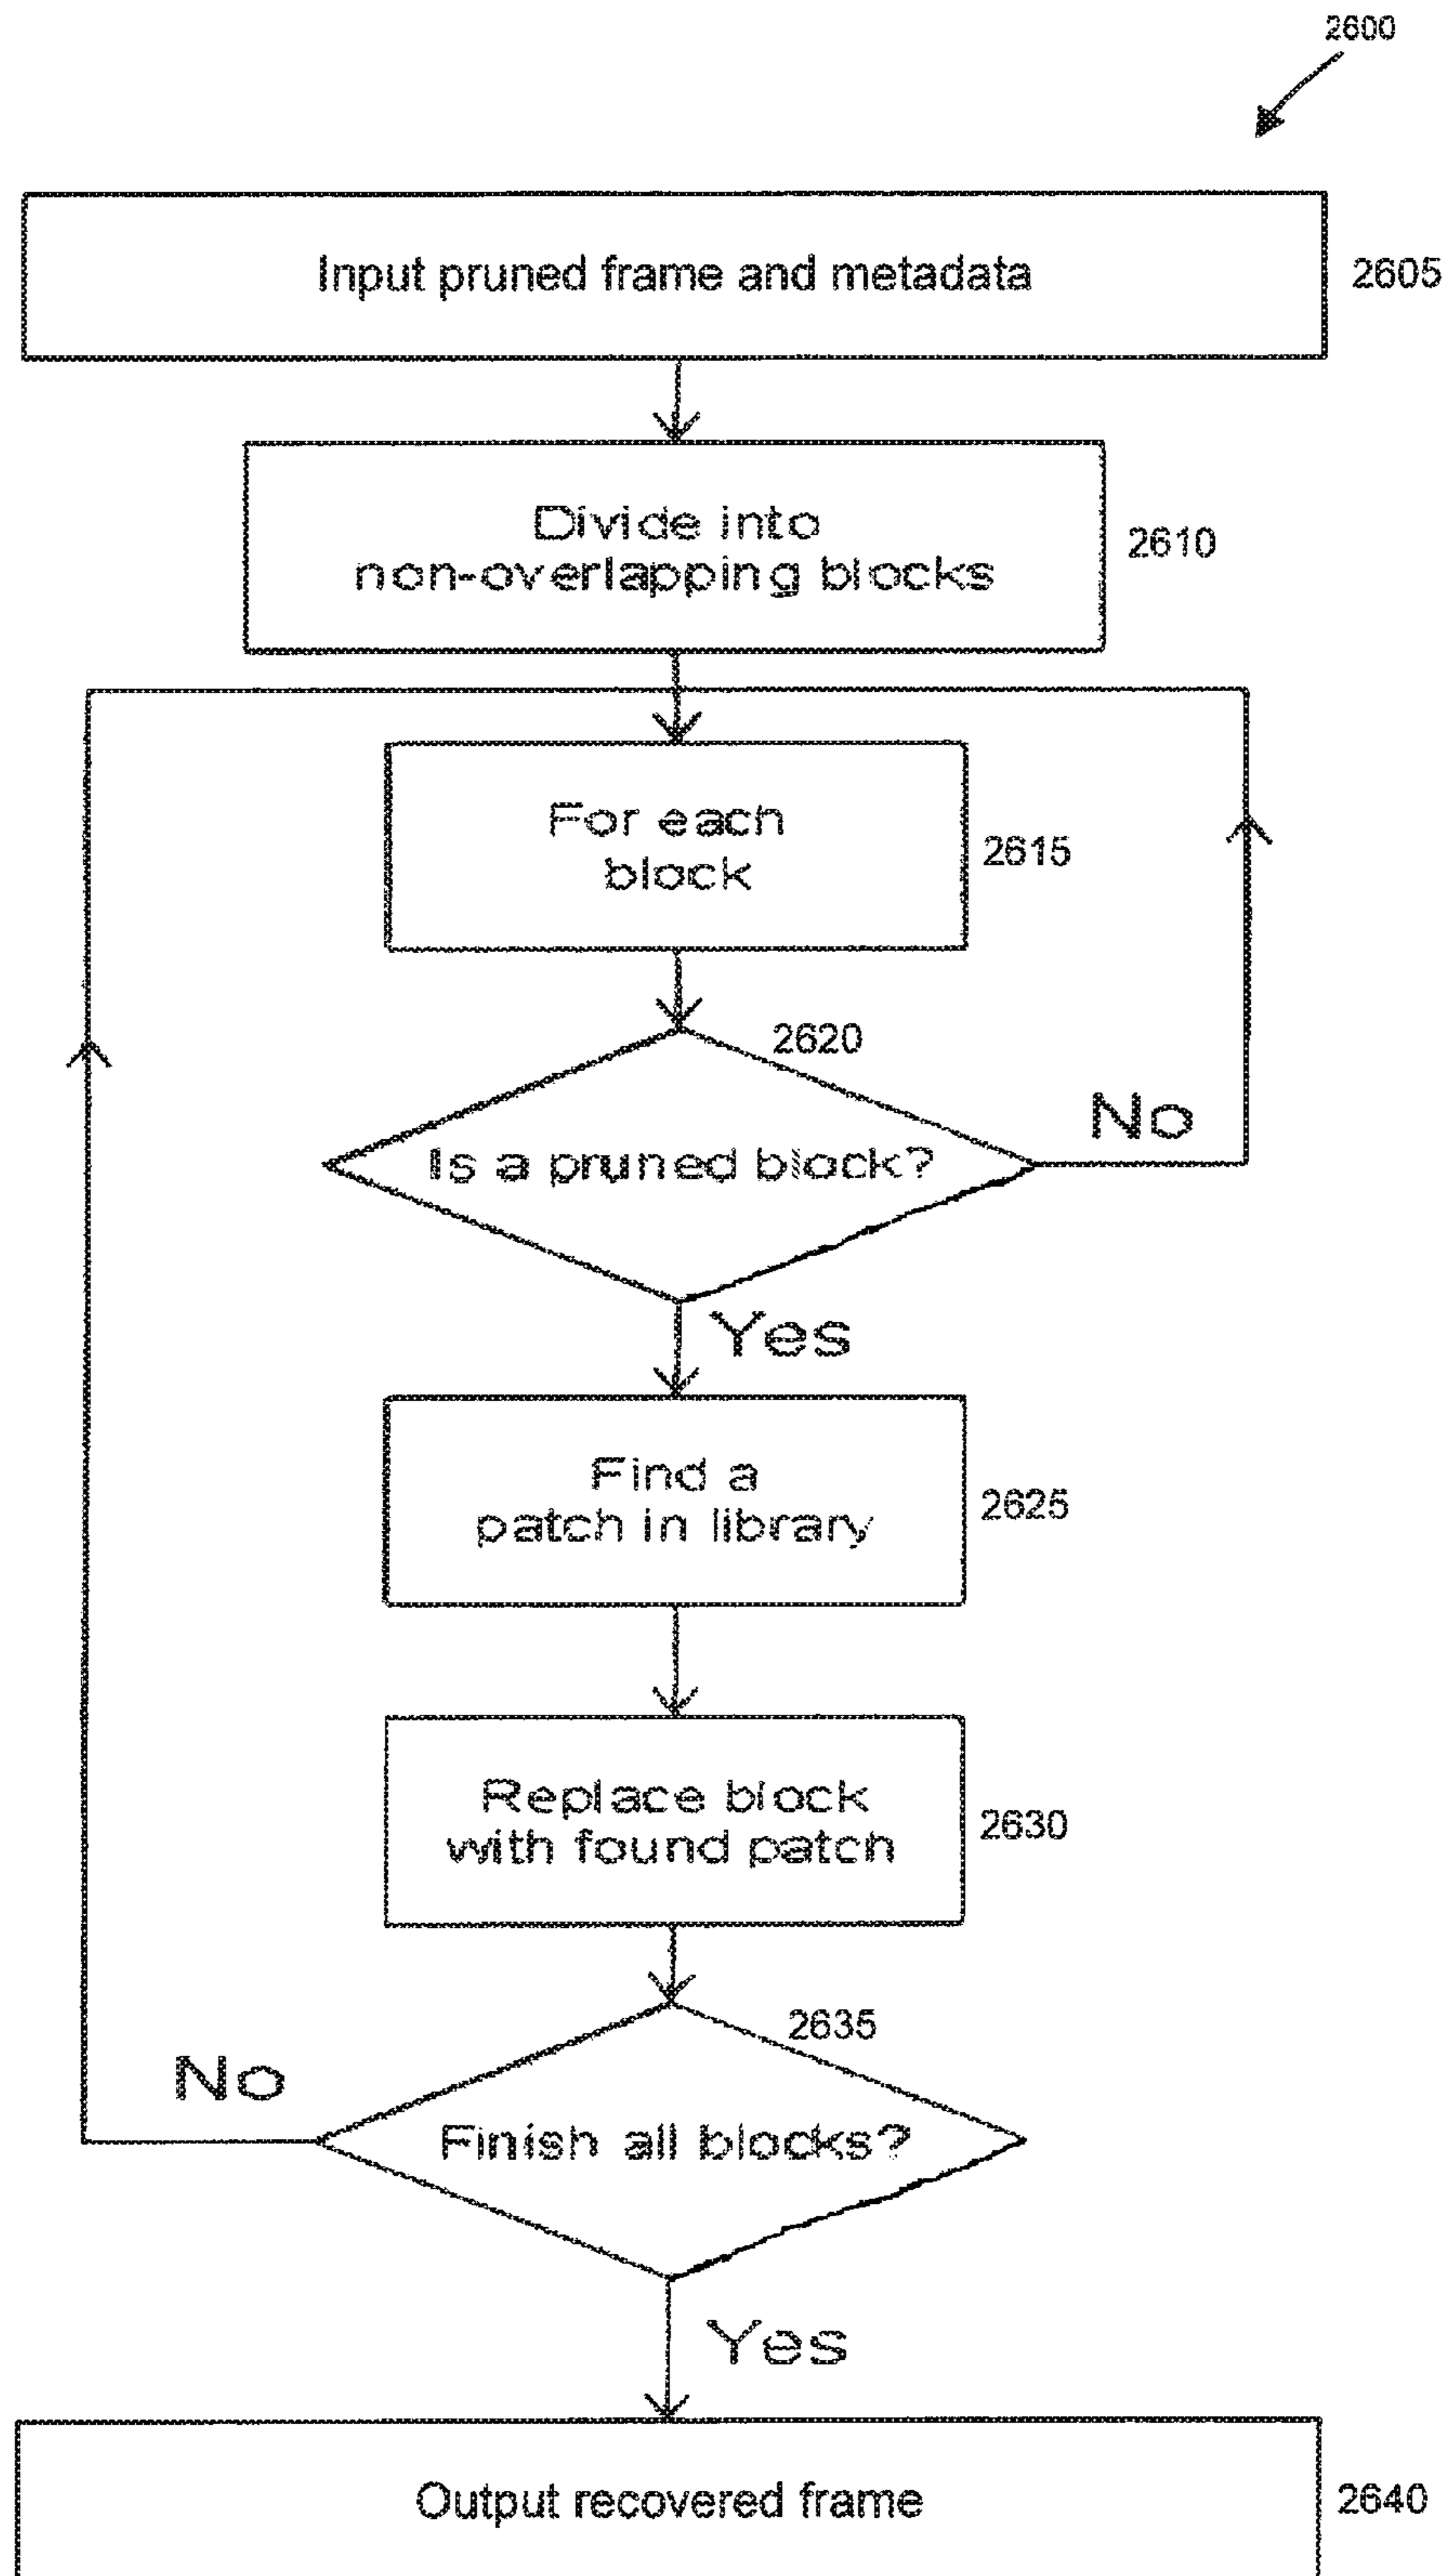 2600
Input pruned frame and metadata
2605
Divide into
non-overlapping blocks
2610
For each
block
2615
2620
Is a pruned block?
No
Yes
Find a
patch in library
2625
Replace block
with found patch
2630
2635
No
Finish all blocks?
Yes
Output recovered frame
2640